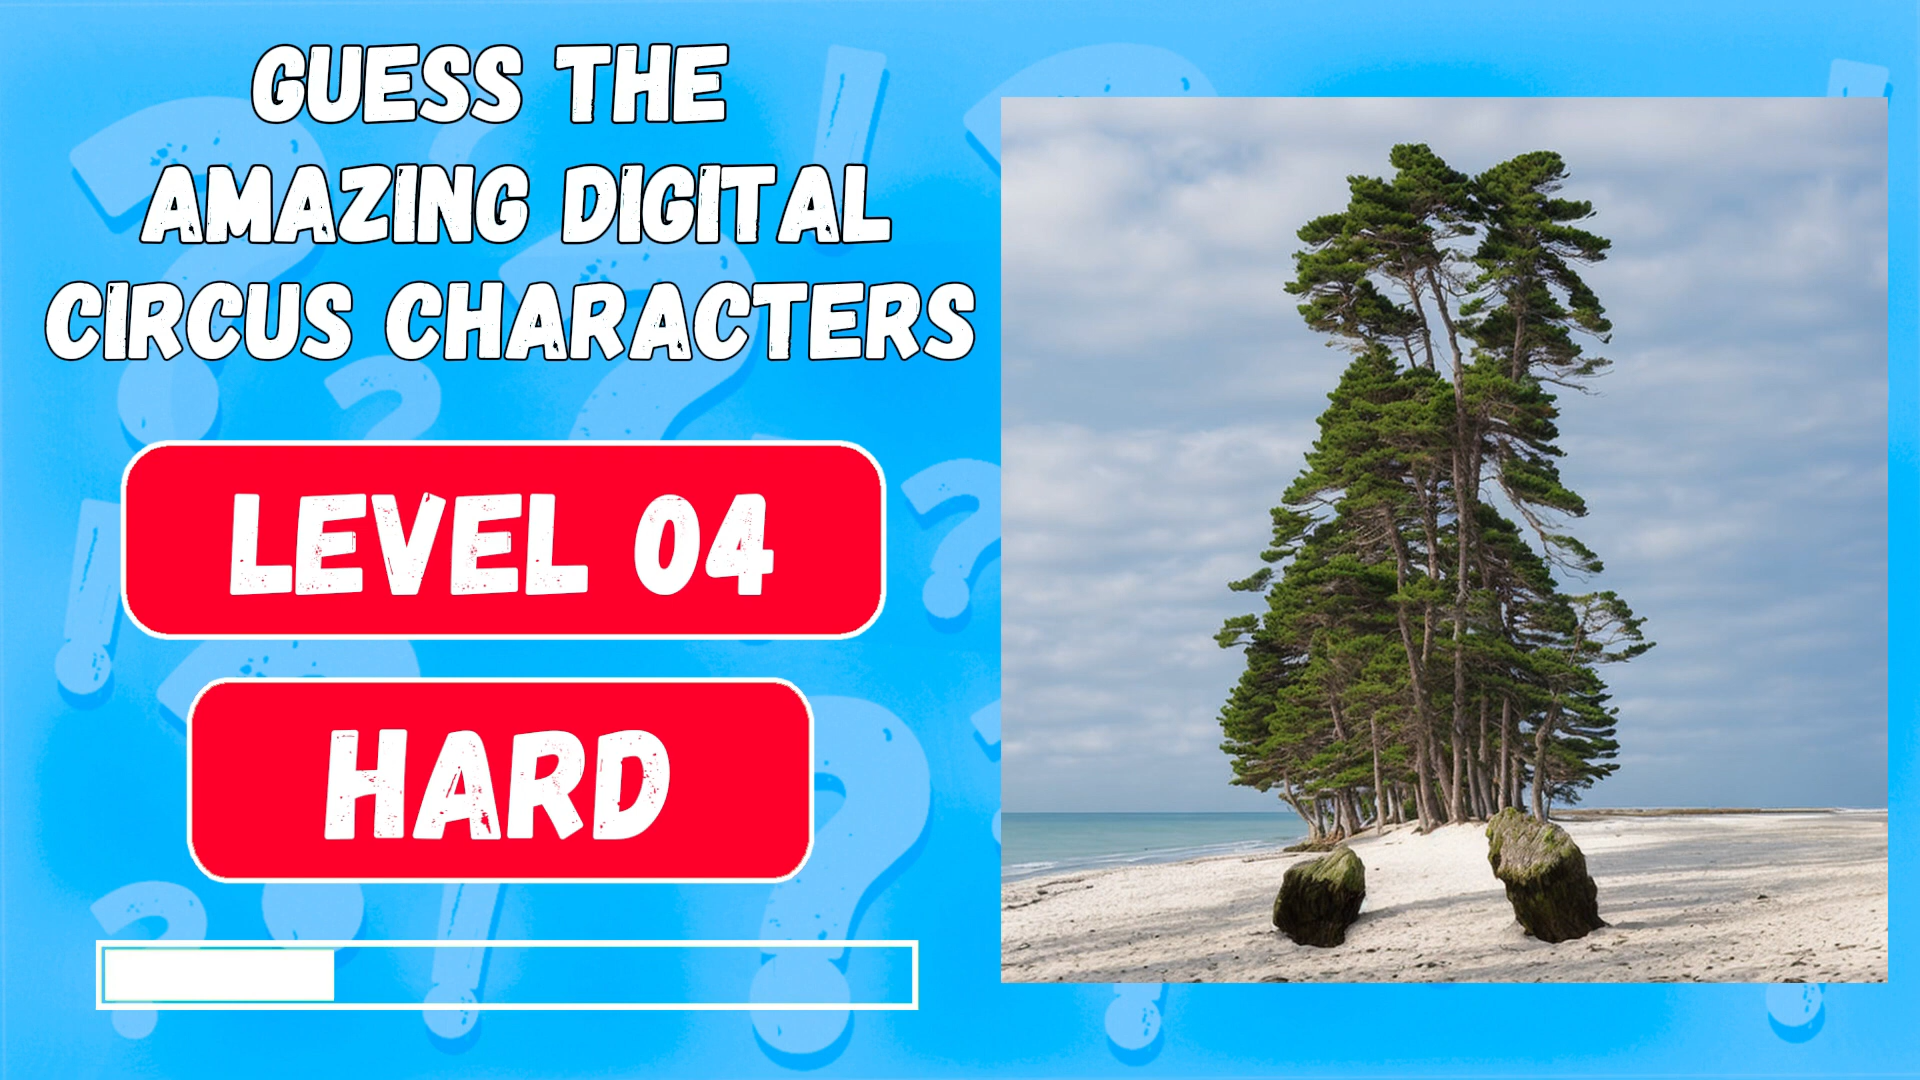 GUESS THE
AMAZING DIGITAL
CIRCUS CHARACTERS
LEVEL 04
HARD